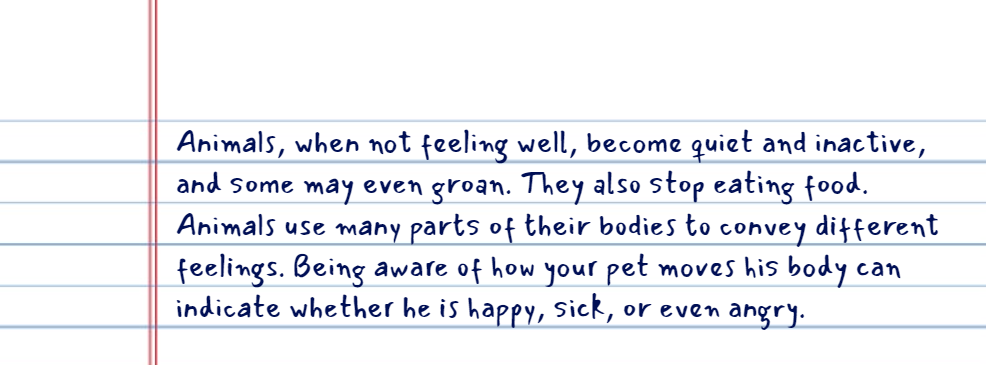 Animals, when not feeling well, become quiet and inactive,
and some may even groan. They also stop eating food.
Animals use many parts of their bodies to convey different
feelings. Being aware of how your pet moves his body can
indicate whether he is happy, sick, or even angry.